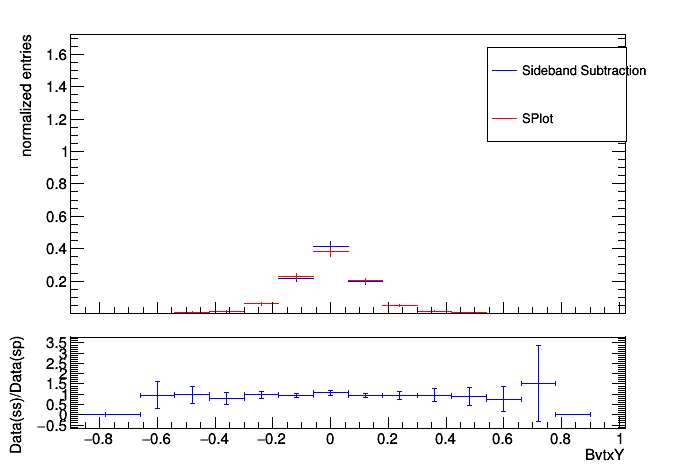 normalized entries
1.6
1.4
1.2
1
0.8
0.6
0.4
0.2
Sideband Subtraction
SPlot
Data(ss)/Data(sp)
3.5
3
2.5
2
1.5
1
0.5
0
−0.5
−0.8 −0.6 −0.4 −0.2 0 0.2 0.4 0.6 0.8 1
BvtxY